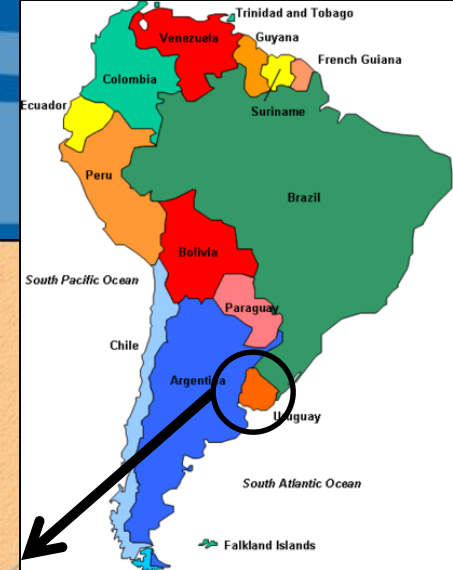 Trinidad and Tobago
Venezuela
Guyana
French Guiana
Colombia
Ecuador
Suriname
Peru
Brazil
Bolivia
South Pacific Ocean
Paraguay
Chile
Argentina
Uruguay
South Atlantic Ocean
Falkland Islands